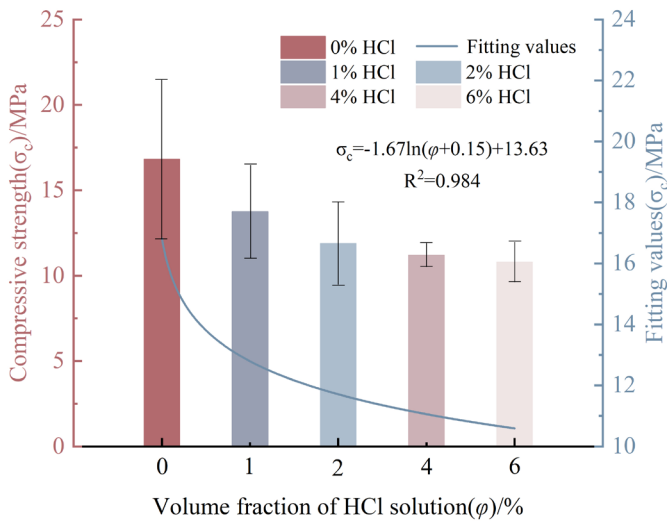 0% HCl
Fitting values
1% HCl
2% HCl
4% HCl
6% HCl
σc=-1.67ln(φ+0.15)+13.63
R²=0.984
Compressive strength(σc)/MPa
25
20
15
10
5
0
Fitting values(σc)/MPa
24
22
20
18
16
14
12
10
0 1 2 4 6
Volume fraction of HCl solution(φ)/%